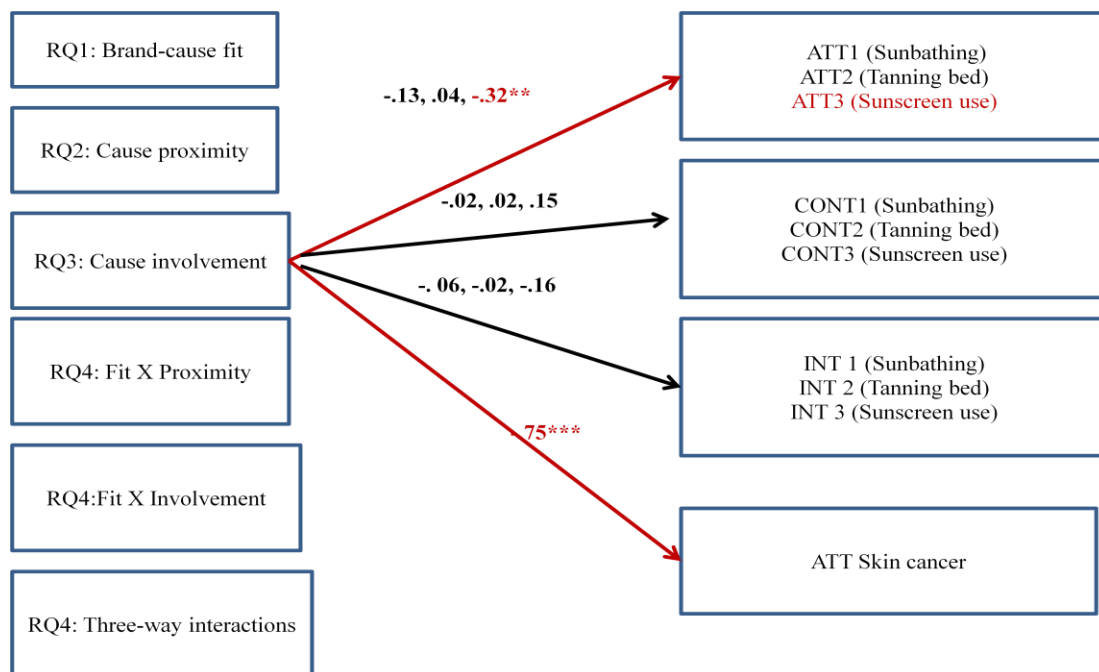 RQ1: Brand-cause fit
RQ2: Cause proximity
RQ3: Cause involvement
RQ4: Fit X Proximity
RQ4:Fit X Involvement
RQ4: Three-way interactions
-.13, .04, -.32**
-.02, .02, .15
-. 06, -.02, -.16
-.75***
ATT1 (Sunbathing)
ATT2 (Tanning bed)
ATT3 (Sunscreen use)
CONT1 (Sunbathing)
CONT2 (Tanning bed)
CONT3 (Sunscreen use)
INT 1 (Sunbathing)
INT 2 (Tanning bed)
INT 3 (Sunscreen use)
ATT Skin cancer